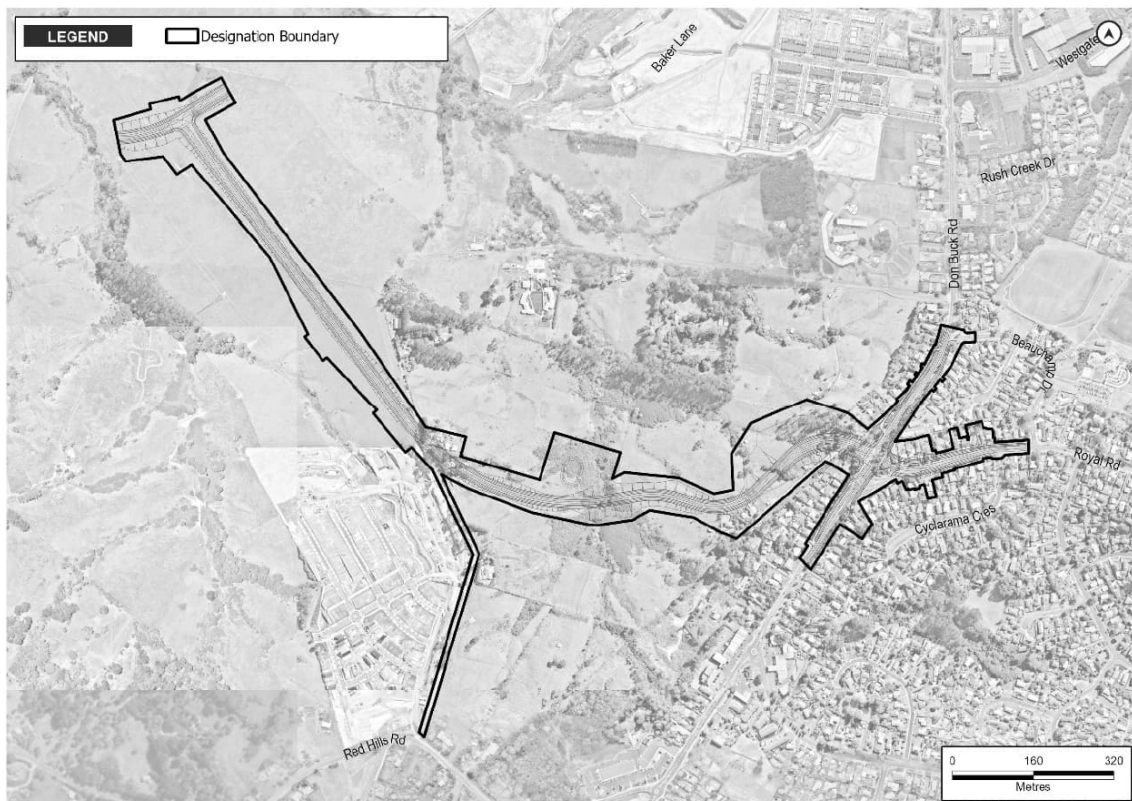 LEGEND
Designation Boundary
Baker Lane
Westgate
Rush Creek Dr
Don Buck Rd
Beauchamp Dr
Royal Rd
Cyclarama Cres
Red Hills Rd
0 160 320
Metres